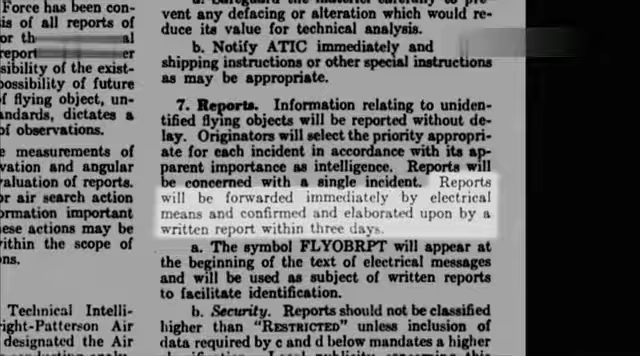 Force has been con-
is of all reports of
or th al
report er
sibility of the exist-
possibility of future
f flying object, un-
andards, dictates a
of observations.
e measurements of
vation and angular
valuation of reports.
or air search action
ormation important
ese actions may be
ithin the scope of
ns.
Technical Intelli-
right-Patterson Air
designated the Air
vent any defacing or alteration which would re-
duce its value for technical analysis.
b. Notify ATIC immediately and
shipping instructions or other special instructions
as may be appropriate.
7. Reports. Information relating to uniden-
tified flying objects will be reported without de-
lay. Originators will select the priority appropri-
ate for each incident in accordance with its ap-
parent importance as intelligence. Reports will
be concerned with a single incident. Reports
will be forwarded immediately by electrical
means and confirmed and elaborated upon by a
written report within three days.
a. The symbol FLYOBRPT will appear at
the beginning of the text of electrical messages
and will be used as subject of written reports
to facilitate identification.
b. Security. Reports should not be classified
higher than "RESTRICTED" unless inclusion of
data required by c and d below mandates a higher